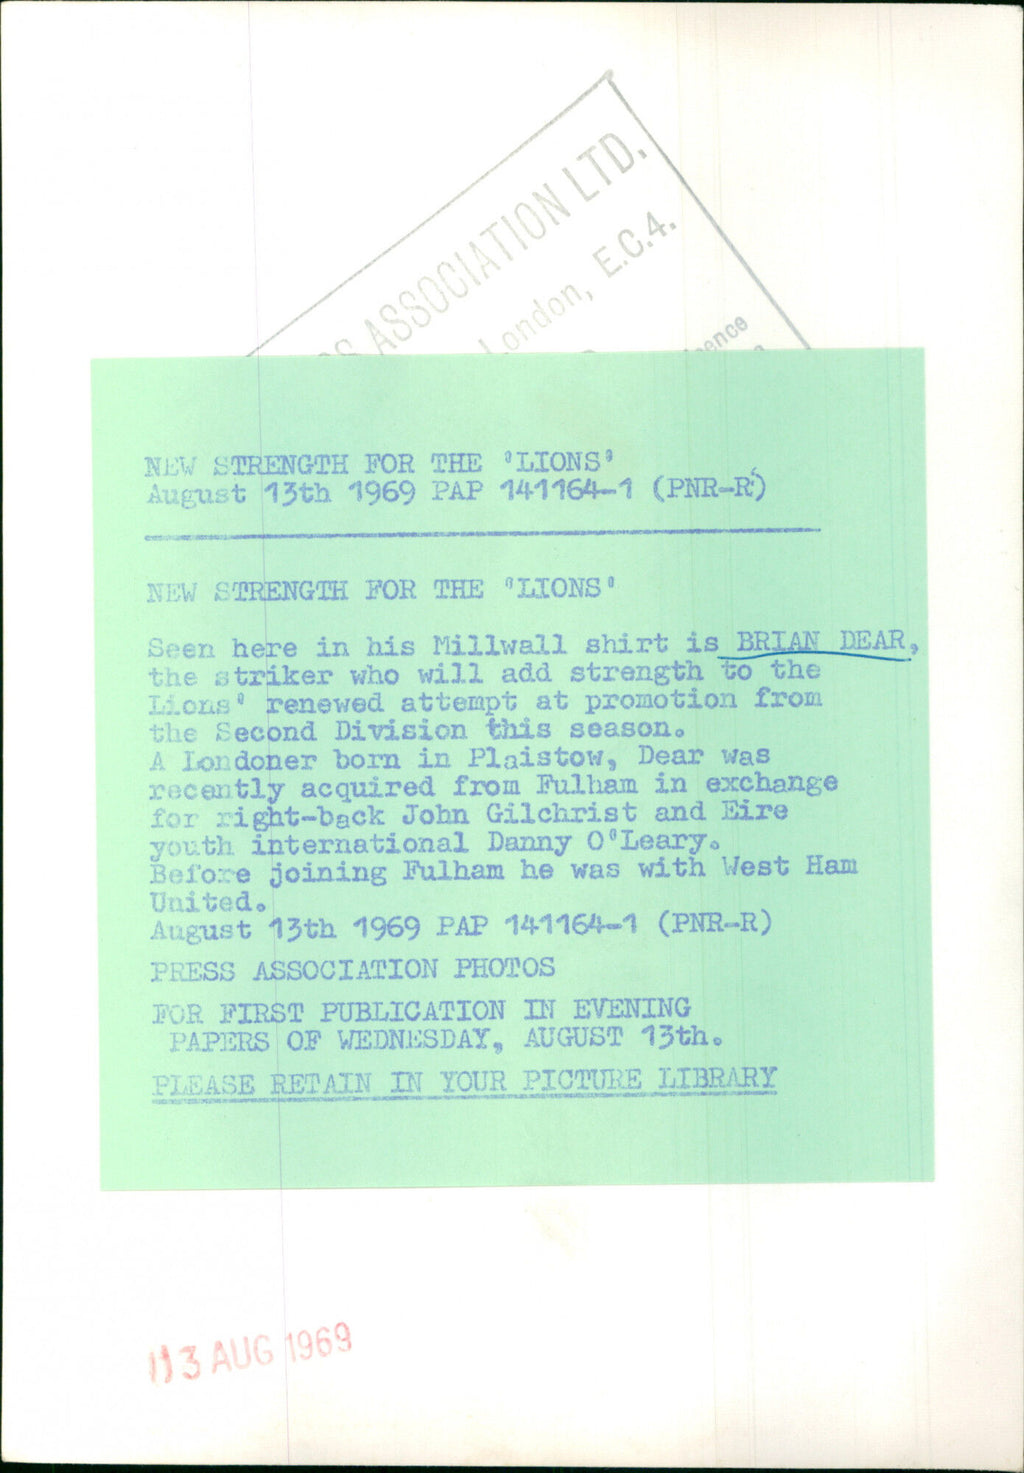 ASSOCIATION LTD.
London, E.C.4.
NEW STRENGTH FOR THE 'LIONS'
August 13th 1969 PAP 141164-1 (PNR-R)
NEW STRENGTH FOR THE 'LIONS'
Seen here in his Millwall shirt is BRIAN DEAR,
the striker who will add strength to the
Lions' renewed attempt at promotion from
the Second Division this season.
A Londoner born in Plaistow, Dear was
recently acquired from Fulham in exchange
for right-back John Gilchrist and Eire
youth international Danny O'Leary.
Before joining Fulham he was with West Ham
United.
August 13th 1969 PAP 141164-1 (PNR-R)
PRESS ASSOCIATION PHOTOS
FOR FIRST PUBLICATION IN EVENING
PAPERS OF WEDNESDAY, AUGUST 13th.
PLEASE RETAIN IN YOUR PICTURE LIBRARY
13 AUG 1969